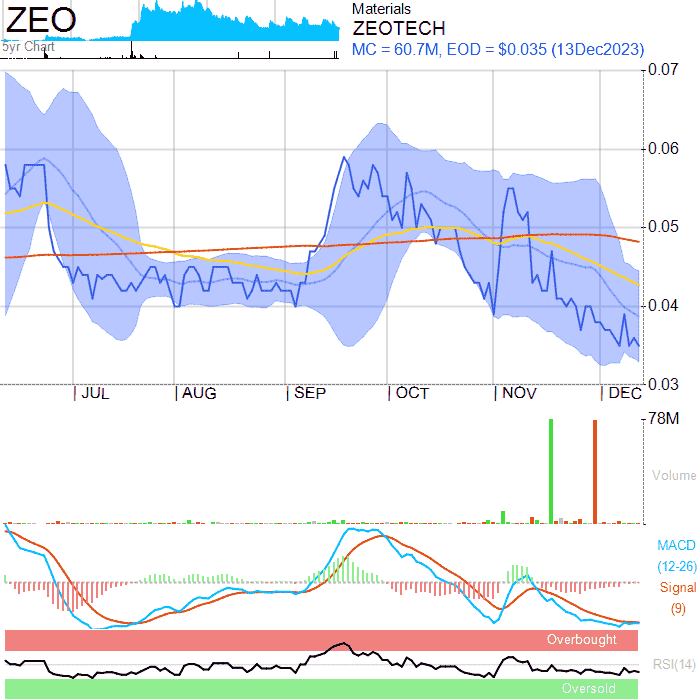 ZEO
5yr Chart
Materials
ZEOTECH
MC = 60.7M, EOD = $0.035 (13Dec2023)
0.07
0.06
0.05
0.04
0.03
JUL AUG SEP OCT NOV DEC
78M
Volume
MACD
(12-26)
Signal
(9)
Overbought
RSI(14)
Oversold